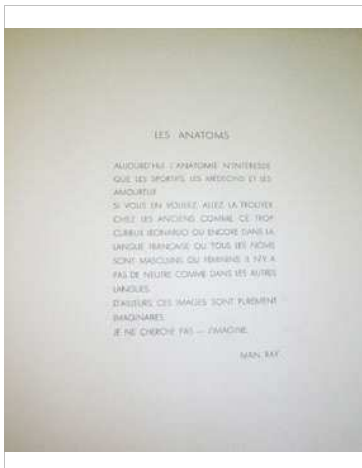 LES ANATOMS
AUJOURD'HUI L'ANATOMIE N'INTERESSE
QUE LES SPORTIFS, LES MEDECINS ET LES
AMOUREUX
SI VOUS EN VOULEZ ALLEZ LA TROUVER
CHEZ LES ANCIENS COMME CE TROP
CURIEUX LEONARDO OU ENCORE DANS LA
LANGUE FRANCAISE OU TOUS LES NOMS
SONT MASCULINS OU FEMININS IL N'Y A
PAS DE NEUTRE COMME DANS LES AUTRES
LANGUES.
D'AILLEURS CES IMAGES SONT PUREMENT
IMAGINAIRES
JE NE CHERCHE PAS — J'IMAGINE.
MAN RAY